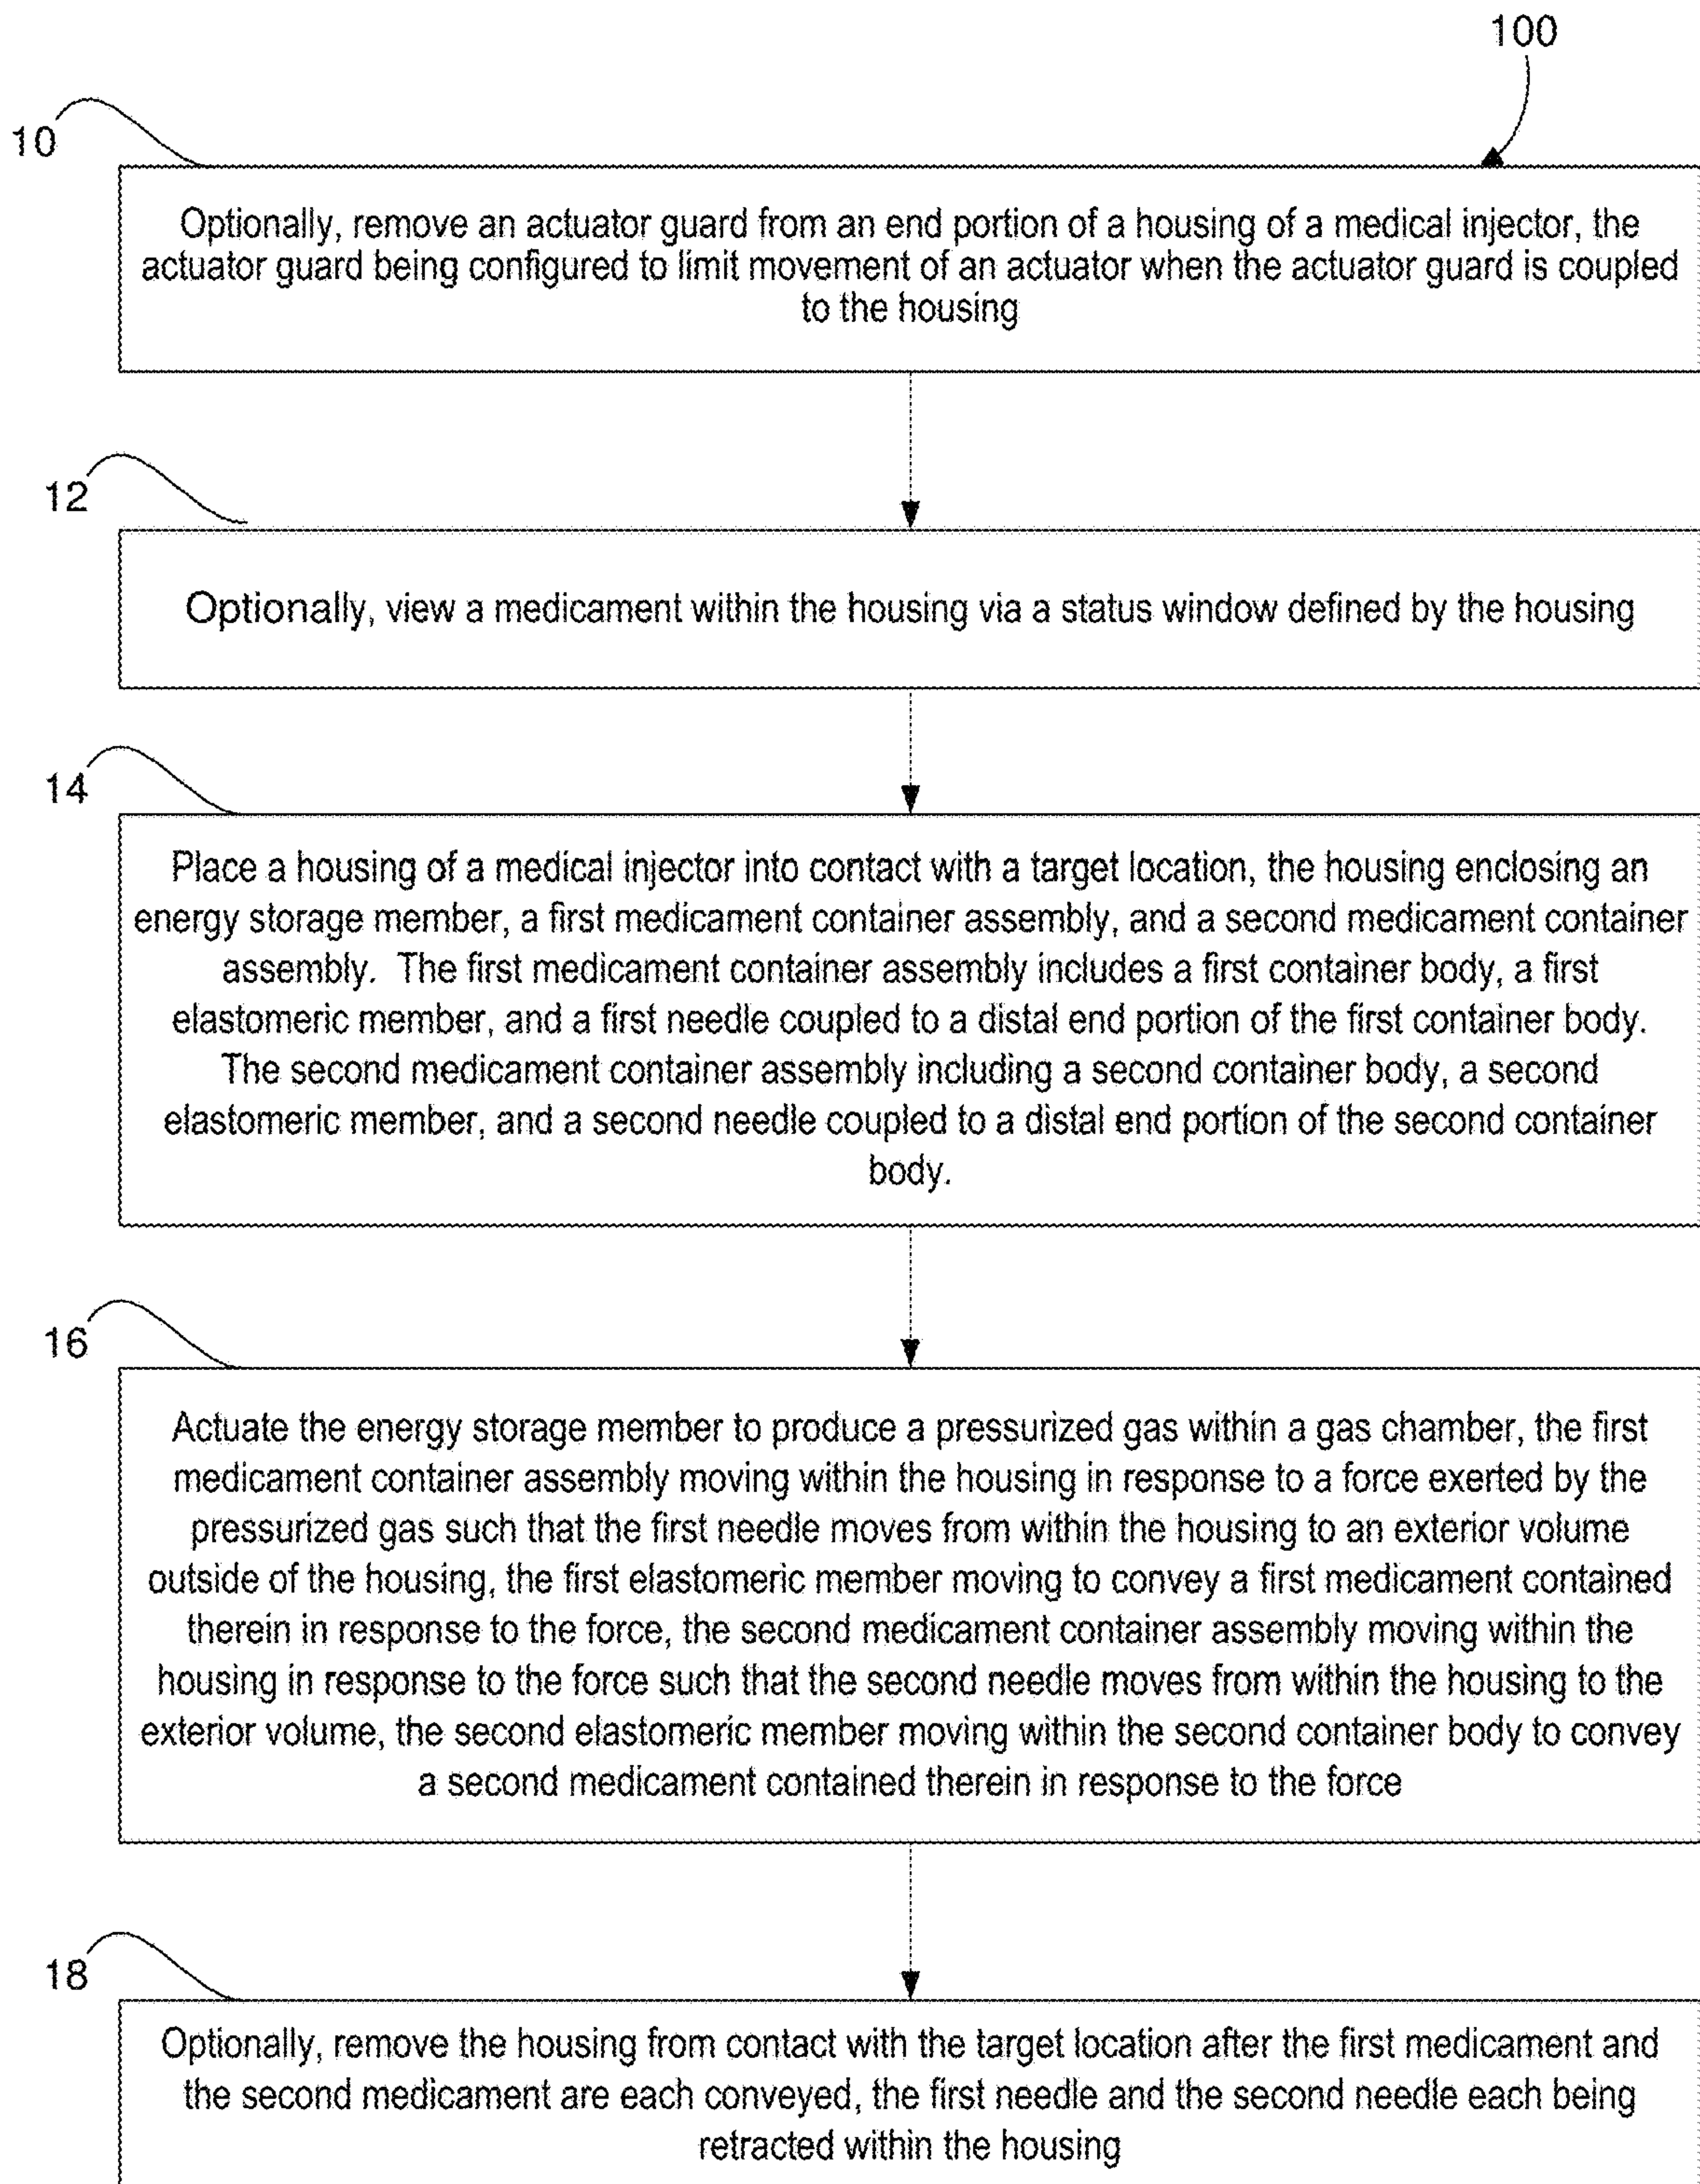 100
10
Optionally, remove an actuator guard from an end portion of a housing of a medical injector, the
actuator guard being configured to limit movement of an actuator when the actuator guard is coupled
to the housing
12
Optionally, view a medicament within the housing via a status window defined by the housing
14
Place a housing of a medical injector into contact with a target location, the housing enclosing an
energy storage member, a first medicament container assembly, and a second medicament container
assembly. The first medicament container assembly includes a first container body, a first
elastomeric member, and a first needle coupled to a distal end portion of the first container body.
The second medicament container assembly including a second container body, a second
elastomeric member, and a second needle coupled to a distal end portion of the second container
body.
16
Actuate the energy storage member to produce a pressurized gas within a gas chamber, the first
medicament container assembly moving within the housing in response to a force exerted by the
pressurized gas such that the first needle moves from within the housing to an exterior volume
outside of the housing, the first elastomeric member moving to convey a first medicament contained
therein in response to the force, the second medicament container assembly moving within the
housing in response to the force such that the second needle moves from within the housing to the
exterior volume, the second elastomeric member moving within the second container body to convey
a second medicament contained therein in response to the force
18
Optionally, remove the housing from contact with the target location after the first medicament and
the second medicament are each conveyed, the first needle and the second needle each being
retracted within the housing